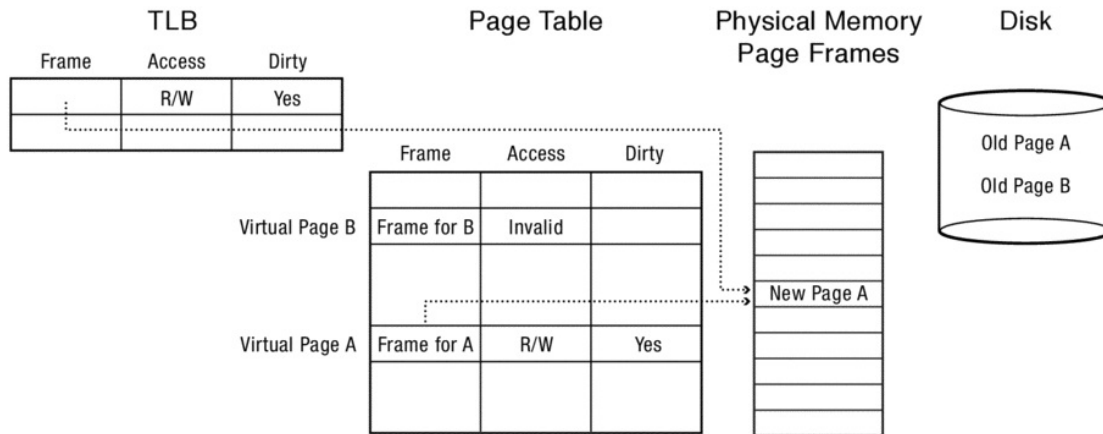 TLB
Page Table
Physical Memory
Page Frames
Disk
Frame Access Dirty
R/W Yes
Old Page A
Old Page B
Frame Access Dirty
Virtual Page B Frame for B Invalid
New Page A
Virtual Page A Frame for A R/W Yes